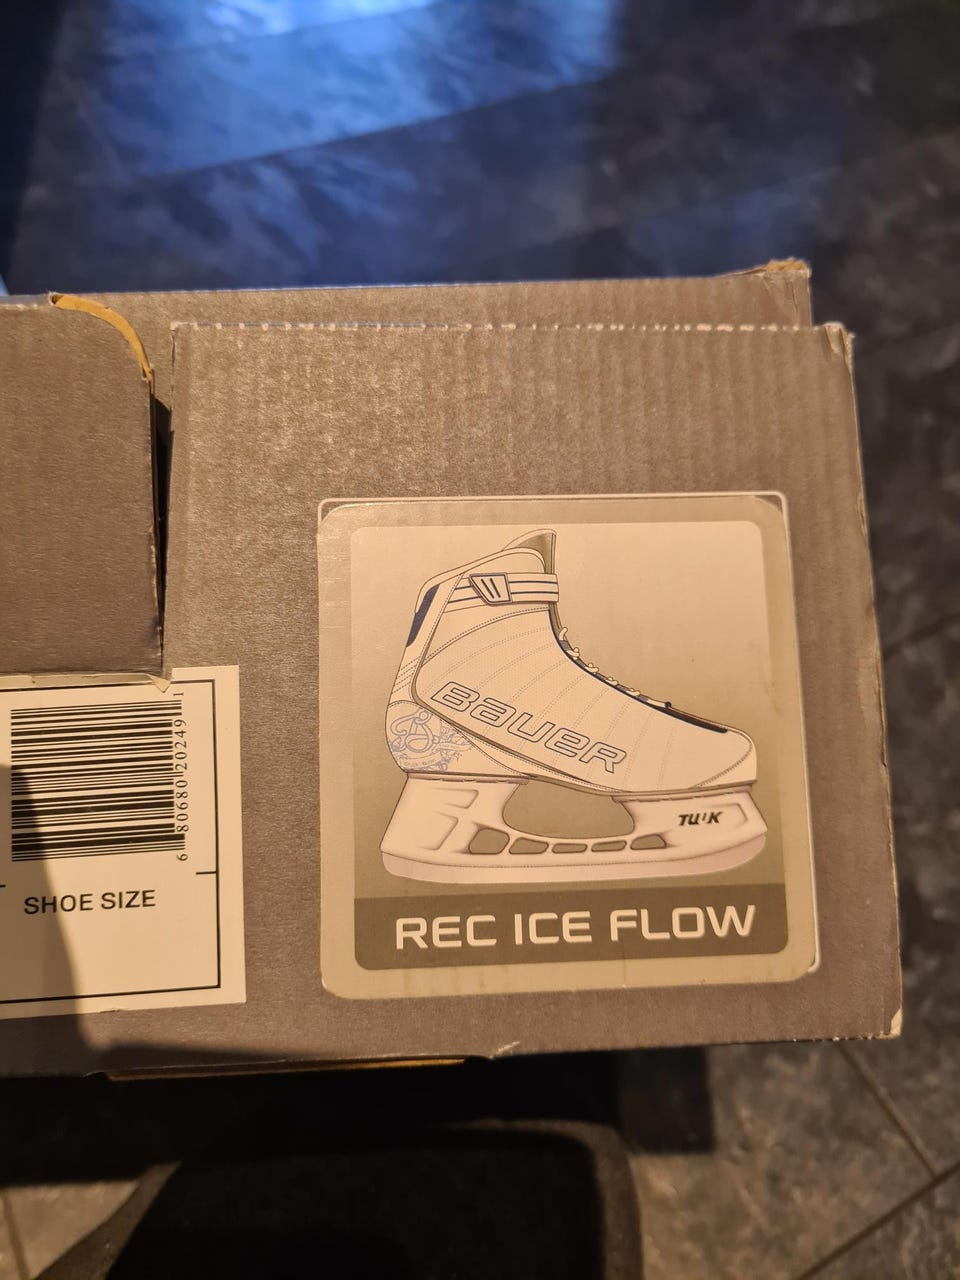 6 80680 20249 1
SHOE SIZE
BAUER
TUUK
REC ICE FLOW